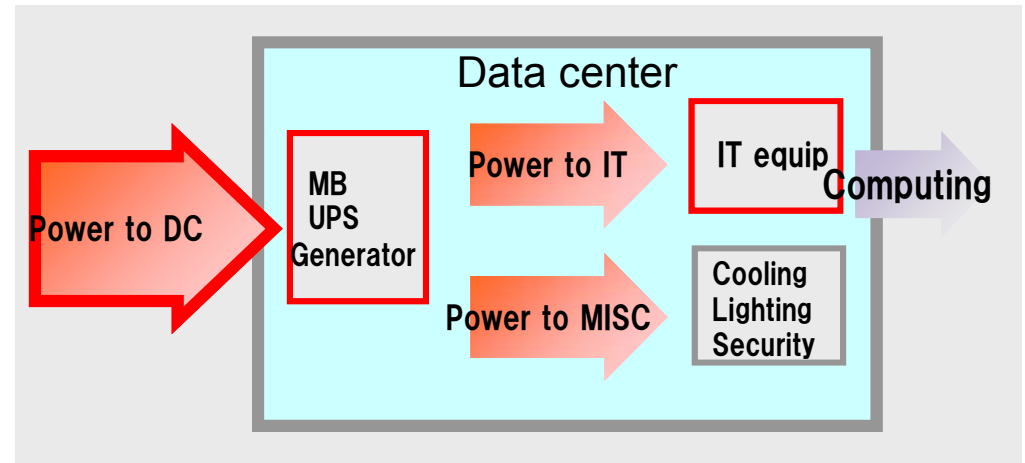 Data center
Power to DC
MB
UPS
Generator
Power to IT
IT equip
Computing
Power to MISC
Cooling
Lighting
Security